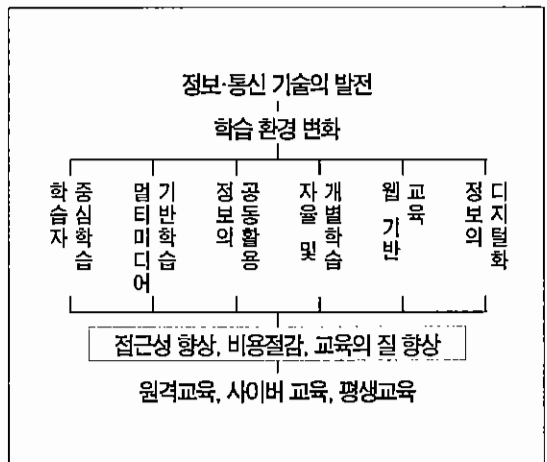 정보·통신 기술의 발전
학습 환경 변화
학습자
중심학습
멀티미디어
기반학습
정보의
공동활용
자율 및
개별학습
웹 기반
교육
정보의
디지털화
접근성 향상, 비용절감, 교육의 질 향상
원격교육, 사이버 교육, 평생교육